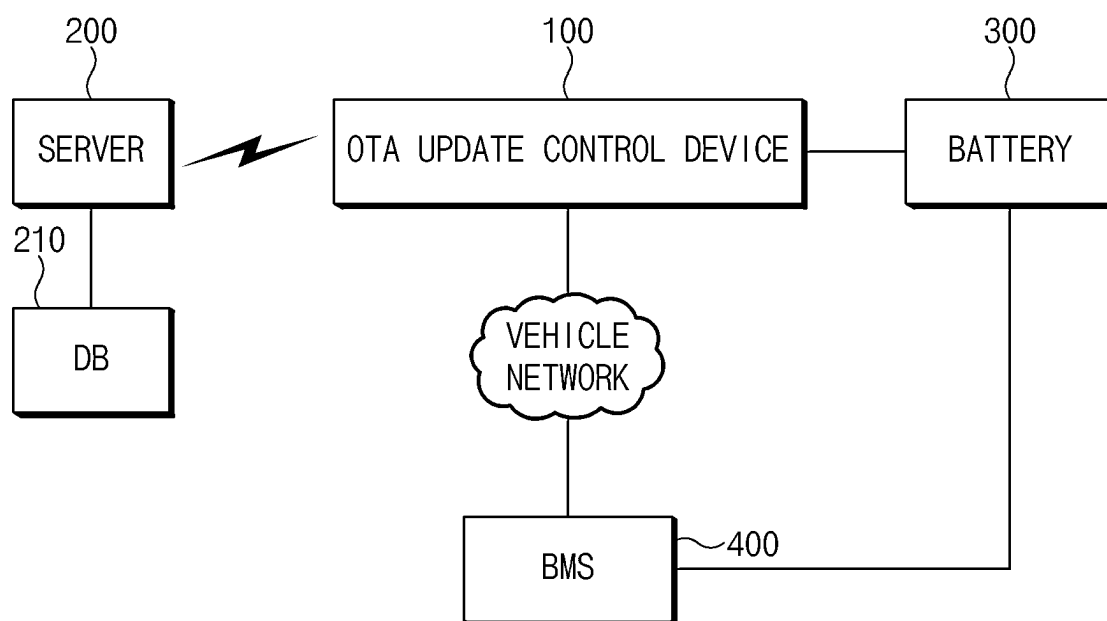 200
100
300
SERVER
OTA UPDATE CONTROL DEVICE
BATTERY
210
DB
VEHICLE
NETWORK
BMS
400